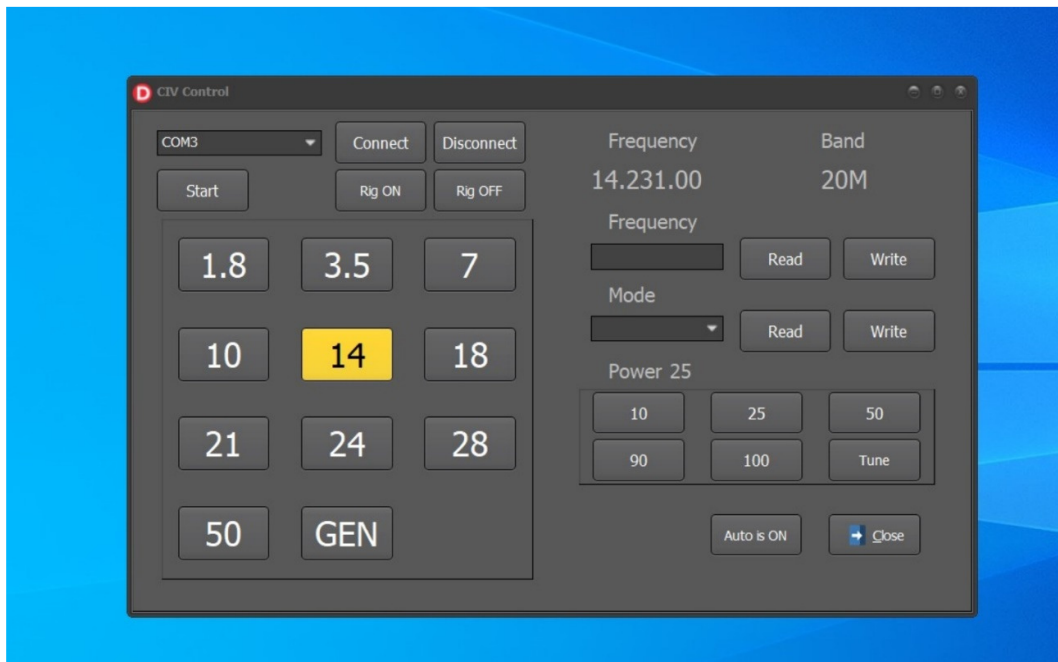 D CIV Control
COM3 Connect Disconnect
Start Rig ON Rig OFF
1.8 3.5 7
10 14 18
21 24 28
50 GEN
Frequency Band
14.231.00 20M
Frequency
Read Write
Mode
Read Write
Power 25
10 25 50
90 100 Tune
Auto is ON Close